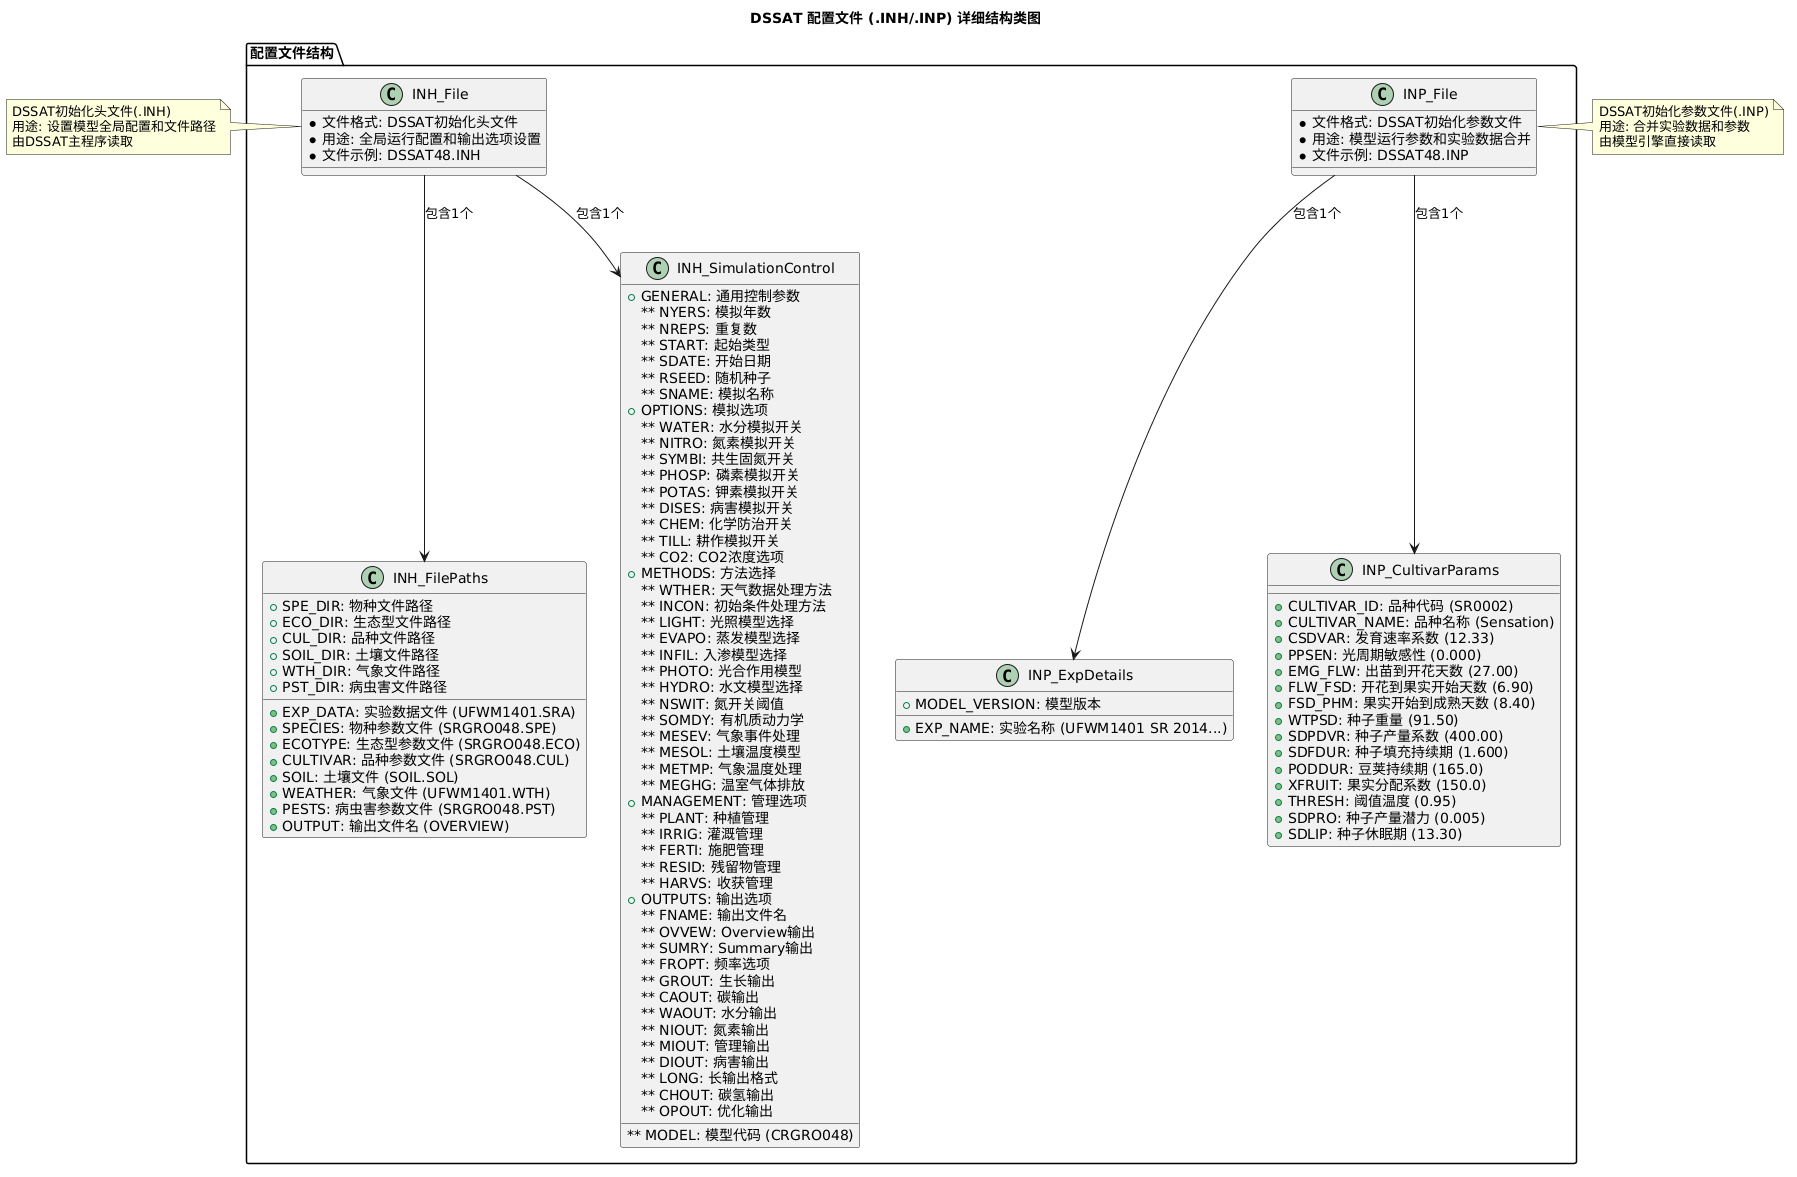 DSSAT 配置文件 (.INH/.INP) 详细结构类图
配置文件结构
DSSAT初始化头文件(.INH)
用途: 设置模型全局配置和文件路径
由DSSAT主程序读取
C INH_File
文件格式: DSSAT初始化头文件
用途: 全局运行配置和输出选项设置
文件示例: DSSAT48.INH
C INP_File
文件格式: DSSAT初始化参数文件
用途: 模型运行参数和实验数据合并
文件示例: DSSAT48.INP
DSSAT初始化参数文件(.INP)
用途: 合并实验数据和参数
由模型引擎直接读取
包含1个
包含1个
包含1个
包含1个
C INH_FilePaths
SPE_DIR: 物种文件路径
ECO_DIR: 生态型文件路径
CUL_DIR: 品种文件路径
SOIL_DIR: 土壤文件路径
WTH_DIR: 气象文件路径
PST_DIR: 病虫害文件路径
EXP_DATA: 实验数据文件 (UFWM1401.SRA)
SPECIES: 物种参数文件 (SRGRO048.SPE)
ECOTYPE: 生态型参数文件 (SRGRO048.ECO)
CULTIVAR: 品种参数文件 (SRGRO048.CUL)
SOIL: 土壤文件 (SOIL.SOL)
WEATHER: 气象文件 (UFWM1401.WTH)
PESTS: 病虫害参数文件 (SRGRO048.PST)
OUTPUT: 输出文件名 (OVERVIEW)
C INH_SimulationControl
GENERAL: 通用控制参数
** NYERS: 模拟年数
** NREPS: 重复数
** START: 起始类型
** SDATE: 开始日期
** RSEED: 随机种子
** SNAME: 模拟名称
OPTIONS: 模拟选项
** WATER: 水分模拟开关
** NITRO: 氮素模拟开关
** SYMBI: 共生固氮开关
** PHOSP: 磷素模拟开关
** POTAS: 钾素模拟开关
** DISES: 病害模拟开关
** CHEM: 化学防治开关
** TILL: 耕作模拟开关
** CO2: CO2浓度选项
METHODS: 方法选择
** WTHER: 天气数据处理方法
** INCON: 初始条件处理方法
** LIGHT: 光照模型选择
** EVAPO: 蒸发模型选择
** INFIL: 入渗模型选择
** PHOTO: 光合作用模型
** HYDRO: 水文模型选择
** NSWIT: 氮开关阈值
** SOMDY: 有机质动力学
** MESEV: 气象事件处理
** MESOL: 土壤温度模型
** METMP: 气象温度处理
** MEGHG: 温室气体排放
MANAGEMENT: 管理选项
** PLANT: 种植管理
** IRRIG: 灌溉管理
** FERTI: 施肥管理
** RESID: 残留物管理
** HARVS: 收获管理
OUTPUTS: 输出选项
** FNAME: 输出文件名
** OVVEW: Overview输出
** SUMRY: Summary输出
** FROPT: 频率选项
** GROUT: 生长输出
** CAOUT: 碳输出
** WAOUT: 水分输出
** NIOUT: 氮素输出
** MIOUT: 管理输出
** DIOUT: 病害输出
** LONG: 长输出格式
** CHOUT: 碳氢输出
** OPOUT: 优化输出
** MODEL: 模型代码 (CRGRO048)
C INP_ExpDetails
MODEL_VERSION: 模型版本
EXP_NAME: 实验名称 (UFWM1401 SR 2014...)
C INP_CultivarParams
CULTIVAR_ID: 品种代码 (SR0002)
CULTIVAR_NAME: 品种名称 (Sensation)
CSDVAR: 发育速率系数 (12.33)
PPSEN: 光周期敏感性 (0.000)
EMG_FLW: 出苗到开花天数 (27.00)
FLW_FSD: 开花到果实开始天数 (6.90)
FSD_PHM: 果实开始到成熟天数 (8.40)
WTPSD: 种子重量 (91.50)
SDPDVR: 种子产量系数 (400.00)
SDFDUR: 种子填充持续期 (1.600)
PODDUR: 豆荚持续期 (165.0)
XFRUIT: 果实分配系数 (150.0)
THRESH: 阈值温度 (0.95)
SDPRO: 种子产量潜力 (0.005)
SDLIP: 种子休眠期 (13.30)